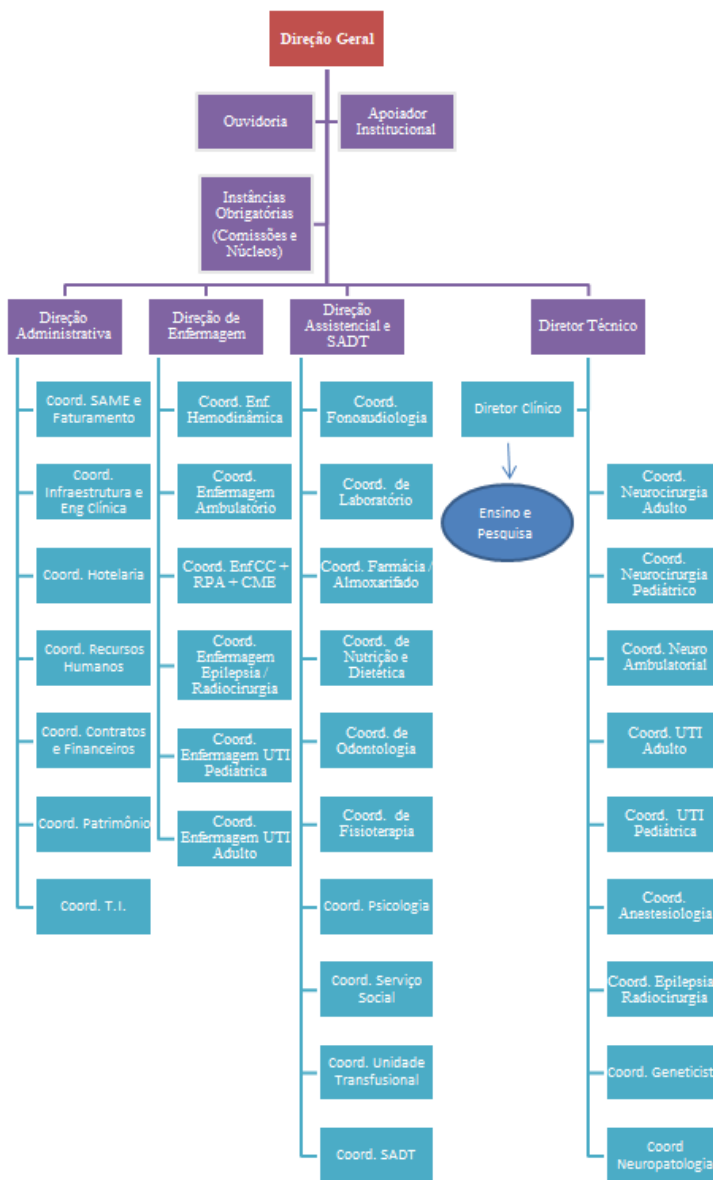 Direção Geral
Ouvidoria
Apoiador
Institucional
Instâncias
Obrigatórias
(Comissões e
Núcleos)
Direção
Administrativa
Direção de
Enfermagem
Direção
Assistencial e
SADT
Diretor Técnico
Coord. SAME e
Faturamento
Coord.
Infraestrutura e
Eng Clínica
Coord. Hotelaria
Coord. Recursos
Humanos
Coord. Contratos
e Financeiros
Coord. Patrimônio
Coord. T.I.
Coord. Enf.
Hemodinâmica
Coord.
Enfermagem
Ambulatório
Coord. Enf CC +
RPA + CME
Coord.
Enfermagem
Epilepsia /
Radiocirurgia
Coord.
Enfermagem UTI
Pediátrica
Coord.
Enfermagem UTI
Adulto
Coord.
Fonoaudiologia
Coord. de
Laboratório
Coord. Farmácia /
Almoxarifado
Coord. de
Nutrição e
Dietética
Coord. de
Odontologia
Coord. de
Fisioterapia
Coord. Psicologia
Coord. Serviço
Social
Coord. Unidade
Transfusional
Coord. SADT
Diretor Clínico
Ensino e
Pesquisa
Coord.
Neurocirurgia
Adulto
Coord.
Neurocirurgia
Pediátrico
Coord. Neuro
Ambulatorial
Coord. UTI
Adulto
Coord. UTI
Pediátrica
Coord.
Anestesiologia
Coord. Epilepsia
Radiocirurgia
Coord. Geneticist
Coord
Neuropatologia